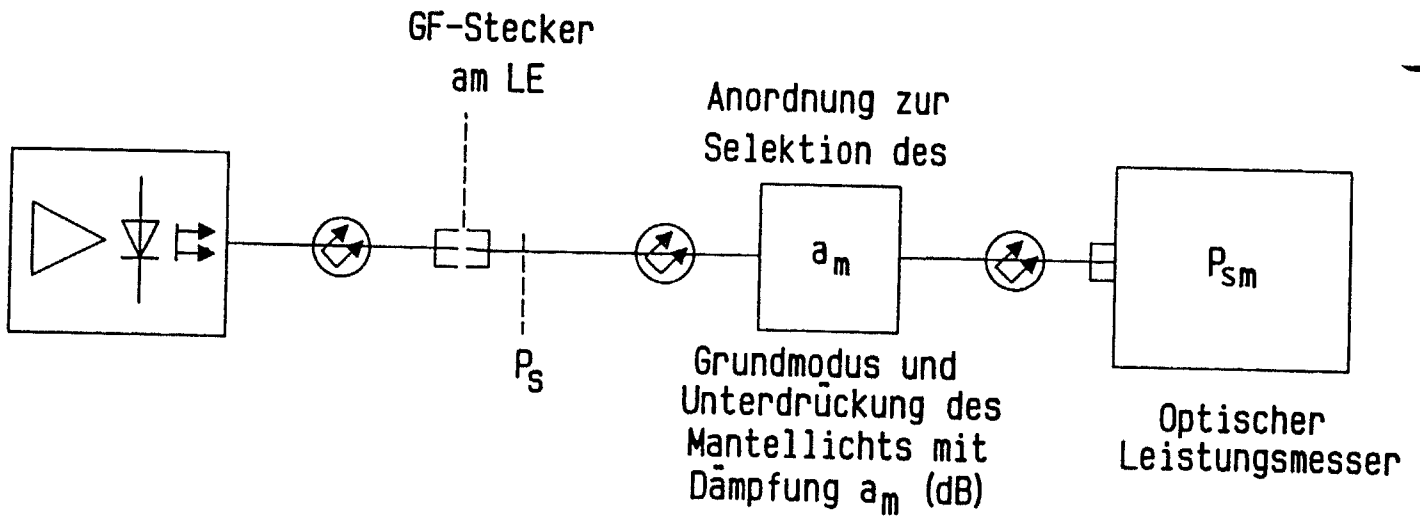 GF-Stecker
am LE
Anordnung zur
Selektion des
a_m
P_sm
P_s
Grundmodus und
Unterdrückung des
Mantellichts mit
Dämpfung a_m (dB)
Optischer
Leistungsmesser